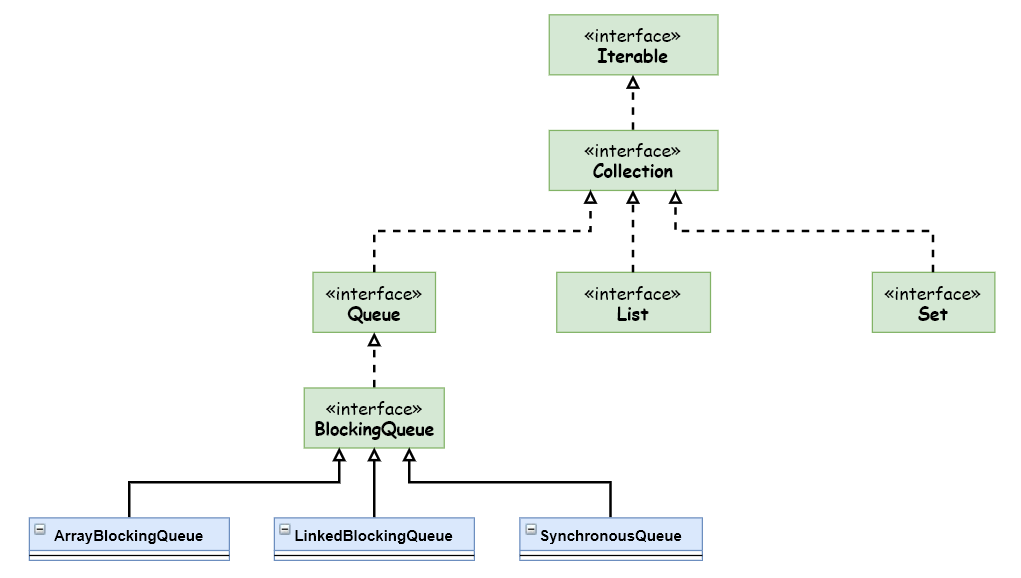 «interface»
Iterable
«interface»
Collection
«interface»
Queue
«interface»
List
«interface»
Set
«interface»
BlockingQueue
ArrayBlockingQueue
LinkedBlockingQueue
SynchronousQueue